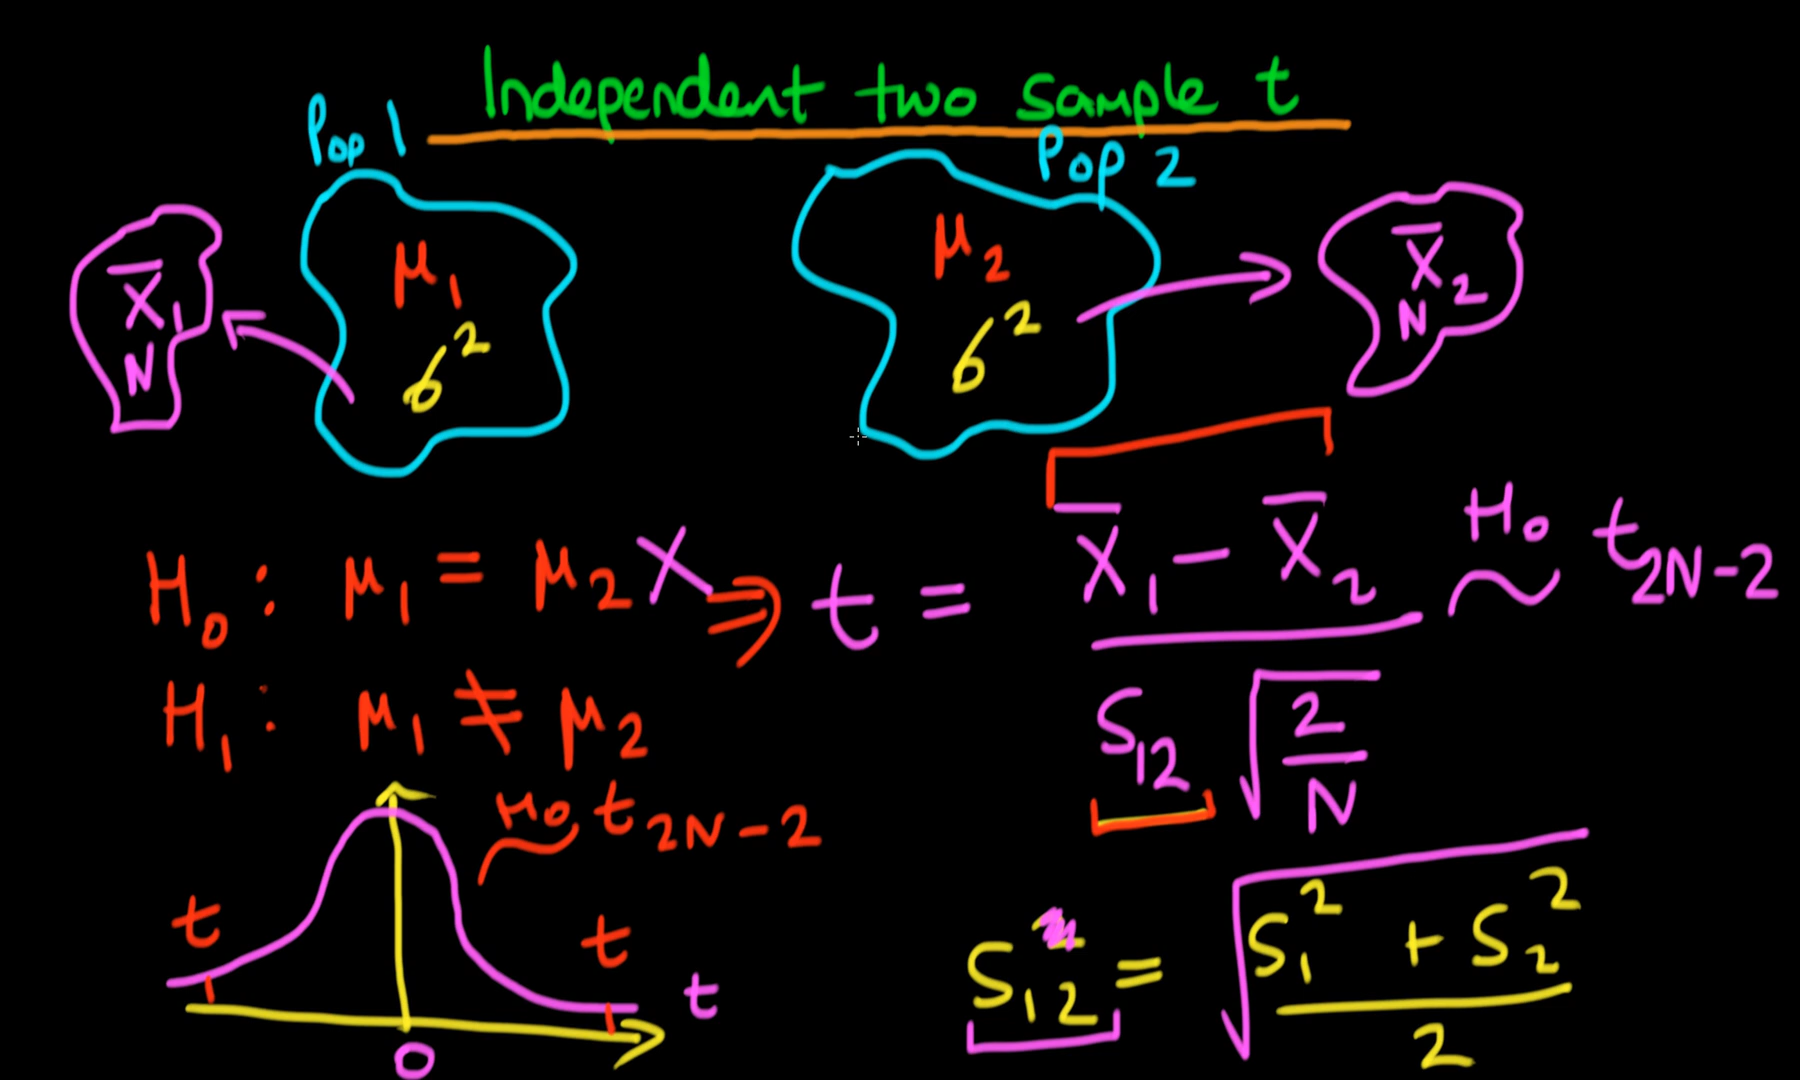 Independent two sample t
Pop 1
Pop 2
X̄₁
N
μ₁
σ²
μ₂
σ²
X̄₂
N
H₀: μ₁ = μ₂ X ⇒ t = (X̄₁ − X̄₂) / (S₁₂ √(2/N)) ~ᴴ⁰ t₂N₋₂
H₁: μ₁ ≠ μ₂
~ᴴ⁰ t₂N₋₂
t
t
t
0
S₁₂ = √((S₁² + S₂²) / 2)